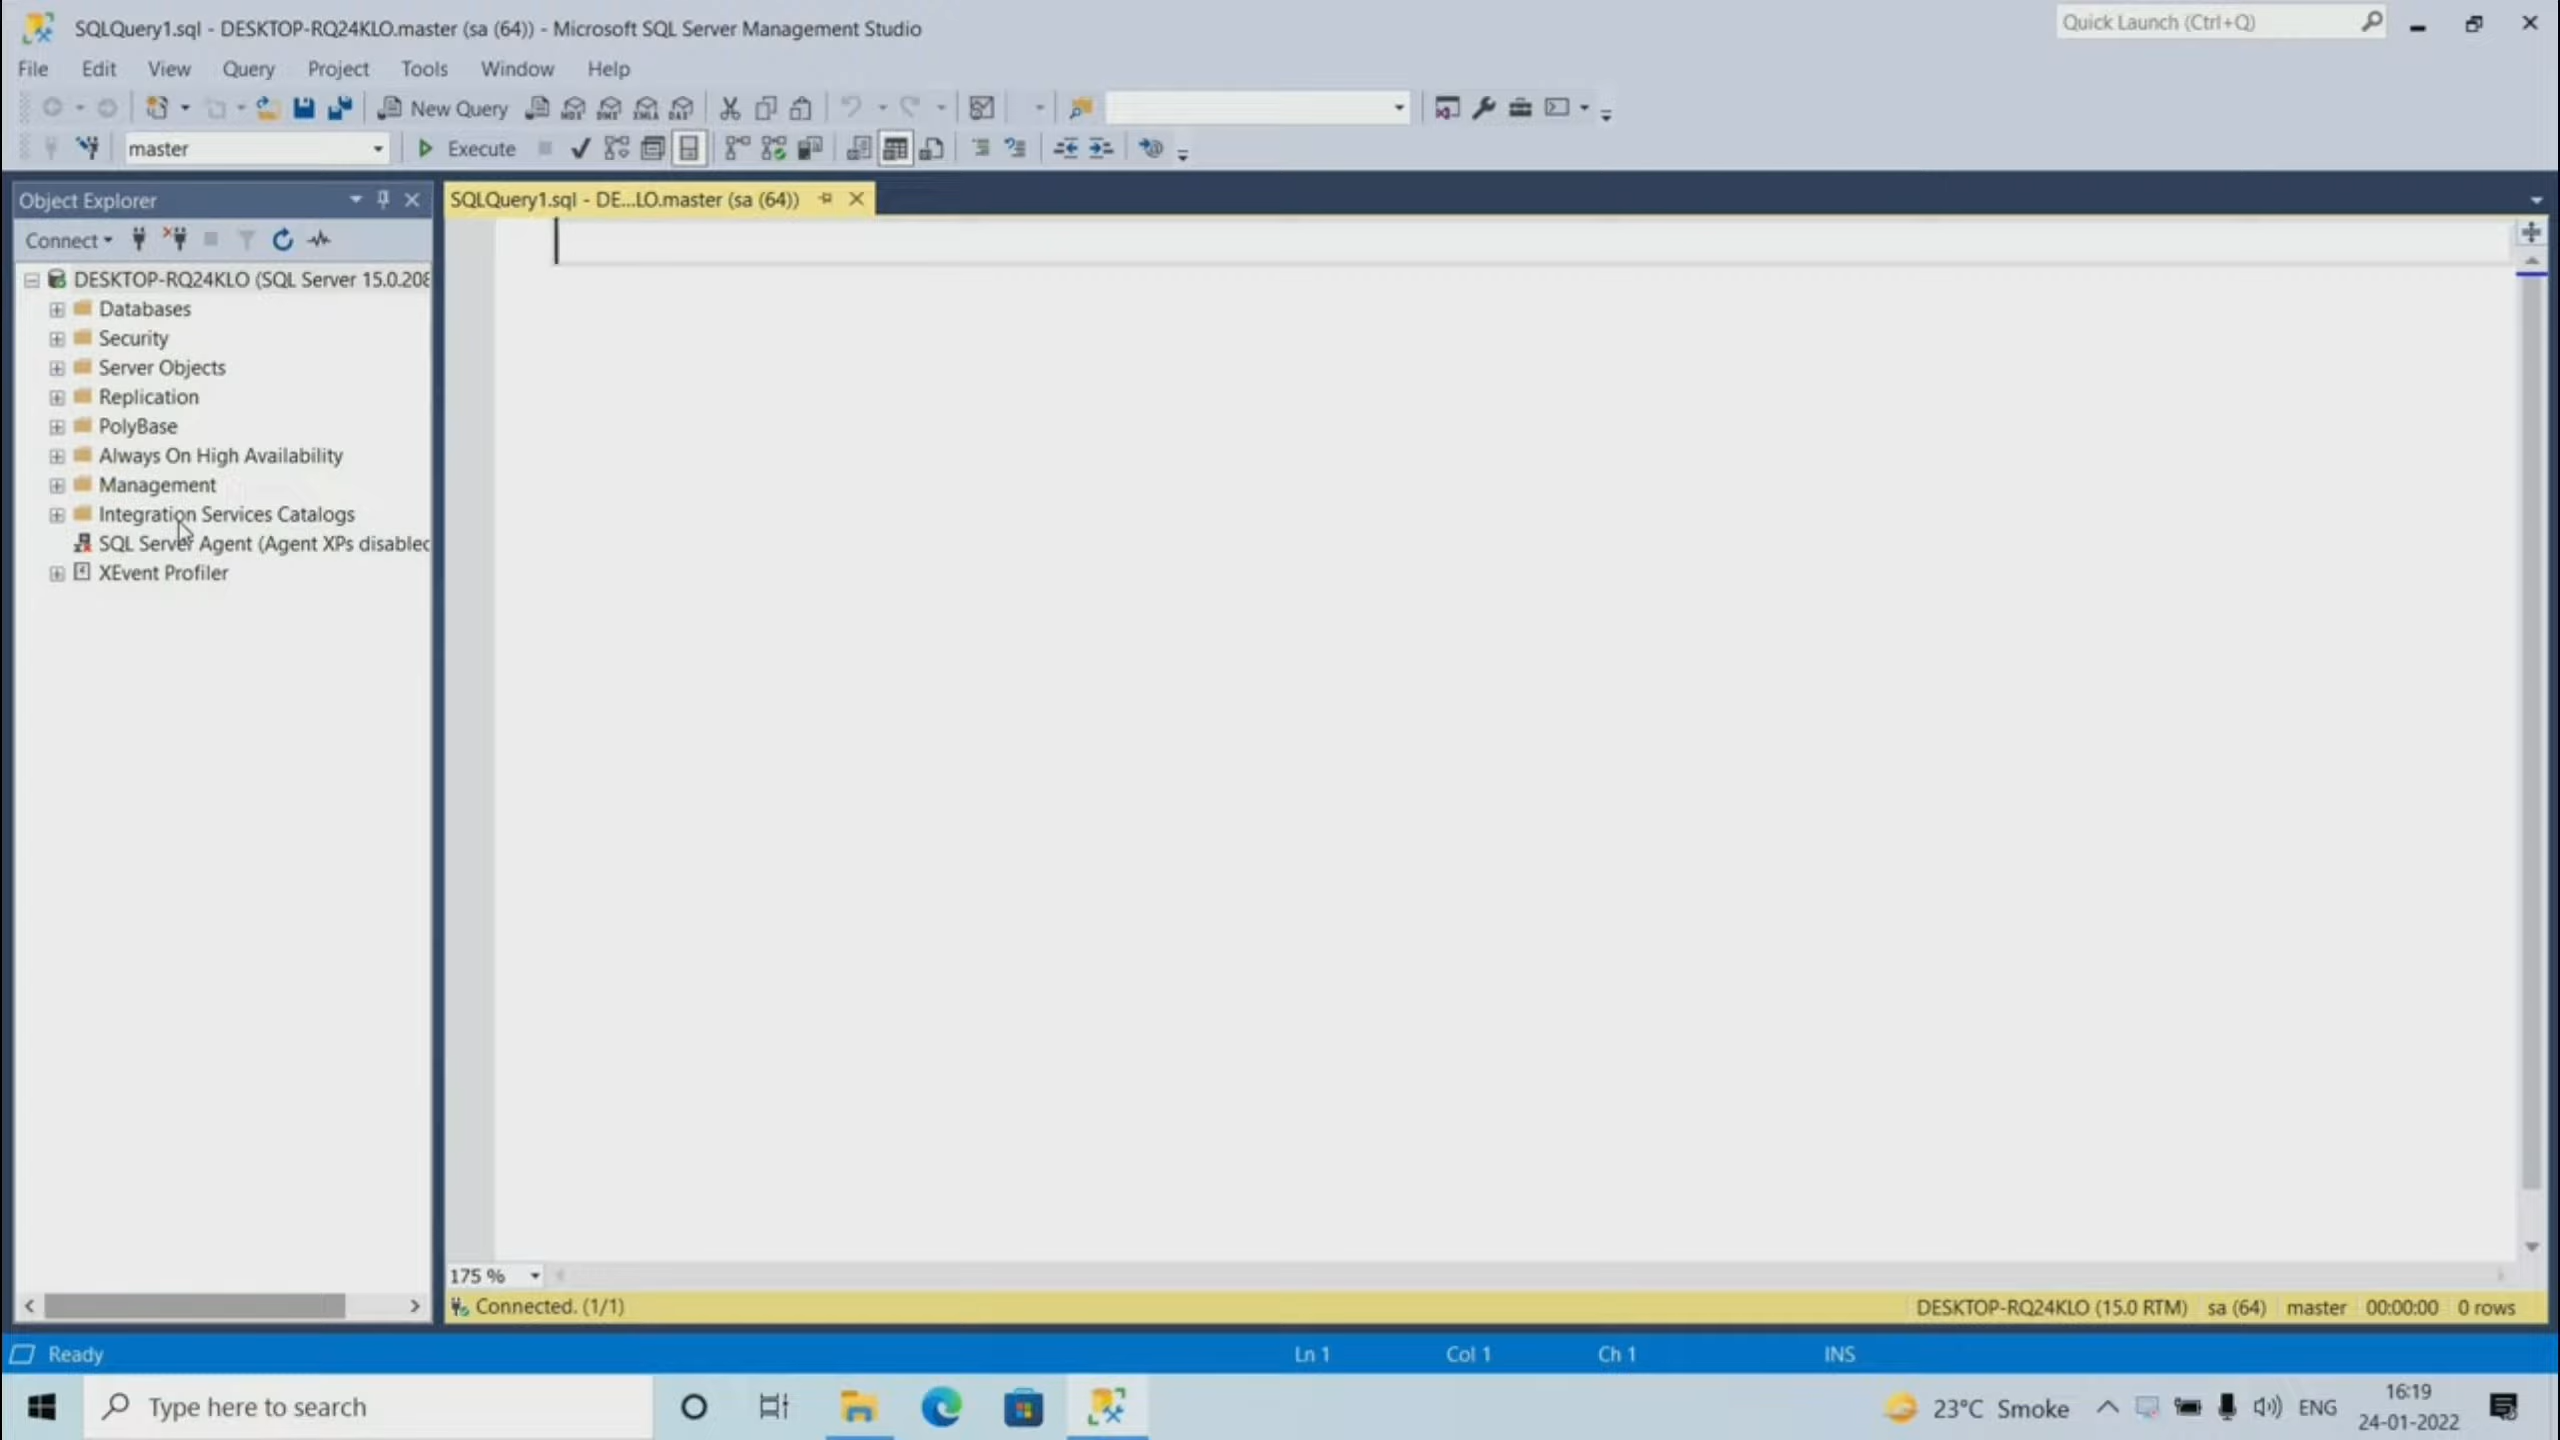 SQLQuery1.sql - DESKTOP-RQ24KLO.master (sa (64)) - Microsoft SQL Server Management Studio
Quick Launch (Ctrl+Q)
File Edit View Query Project Tools Window Help
New Query
master
Execute
Object Explorer
SQLQuery1.sql - DE...LO.master (sa (64))
Connect
DESKTOP-RQ24KLO (SQL Server 15.0.208
Databases
Security
Server Objects
Replication
PolyBase
Always On High Availability
Management
Integration Services Catalogs
SQL Server Agent (Agent XPs disabled
XEvent Profiler
175 %
Connected. (1/1)
DESKTOP-RQ24KLO (15.0 RTM) sa (64) master 00:00:00 0 rows
Ready
Ln 1 Col 1 Ch 1 INS
Type here to search
23°C Smoke
ENG
16:19
24-01-2022